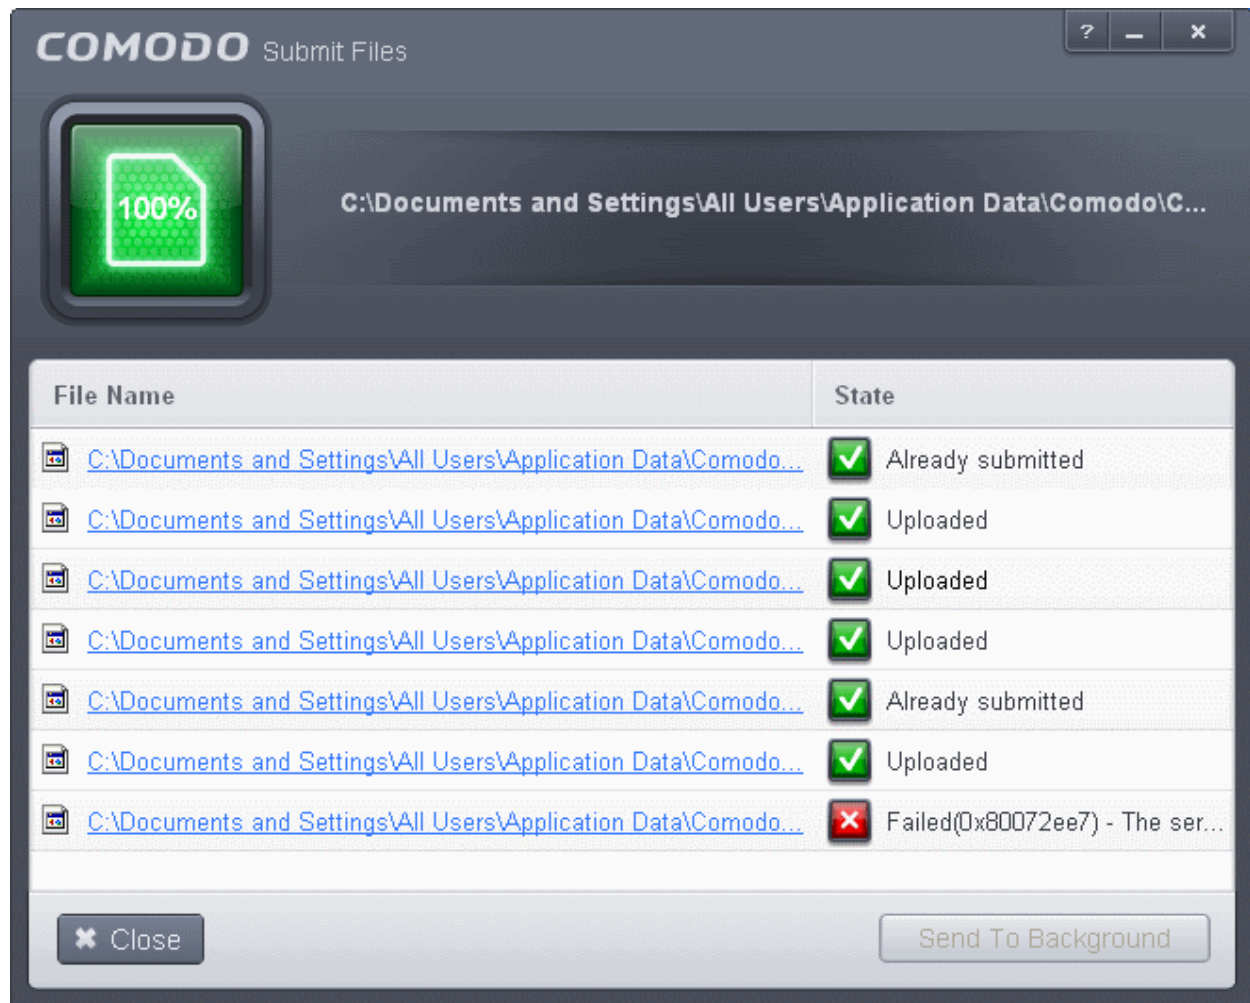 COMODO Submit Files
?
100%
C:\Documents and Settings\All Users\Application Data\Comodo\C...
File Name State
C:\Documents and Settings\All Users\Application Data\Comodo... Already submitted
C:\Documents and Settings\All Users\Application Data\Comodo... Uploaded
C:\Documents and Settings\All Users\Application Data\Comodo... Uploaded
C:\Documents and Settings\All Users\Application Data\Comodo... Uploaded
C:\Documents and Settings\All Users\Application Data\Comodo... Already submitted
C:\Documents and Settings\All Users\Application Data\Comodo... Uploaded
C:\Documents and Settings\All Users\Application Data\Comodo... Failed(0x80072ee7) - The ser...
Close Send To Background